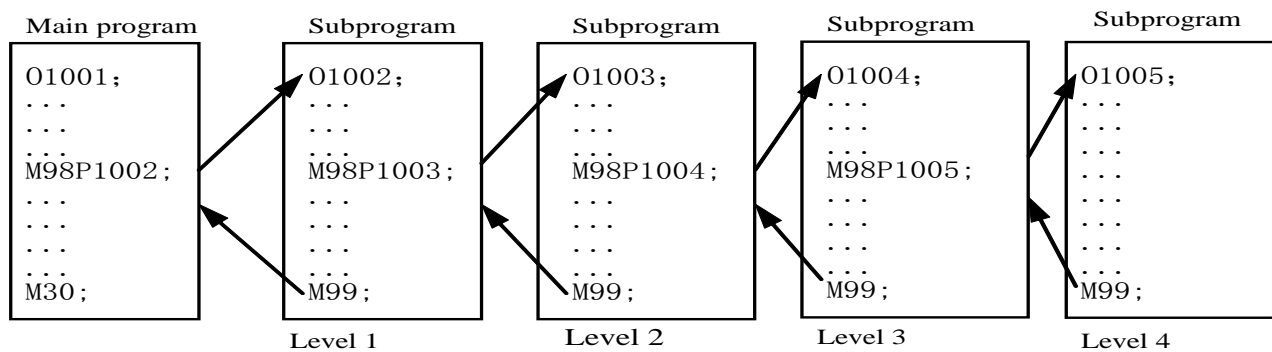 Main program
O1001;
...
...
...
M98P1002;
...
...
...
...
M30;
Subprogram
O1002;
...
...
...
M98P1003;
...
...
...
...
M99;
Level 1
Subprogram
O1003;
...
...
...
M98P1004;
...
...
...
...
M99;
Level 2
Subprogram
O1004;
...
...
...
M98P1005;
...
...
...
...
M99;
Level 3
Subprogram
O1005;
...
...
...
...
...
...
...
...
M99;
Level 4